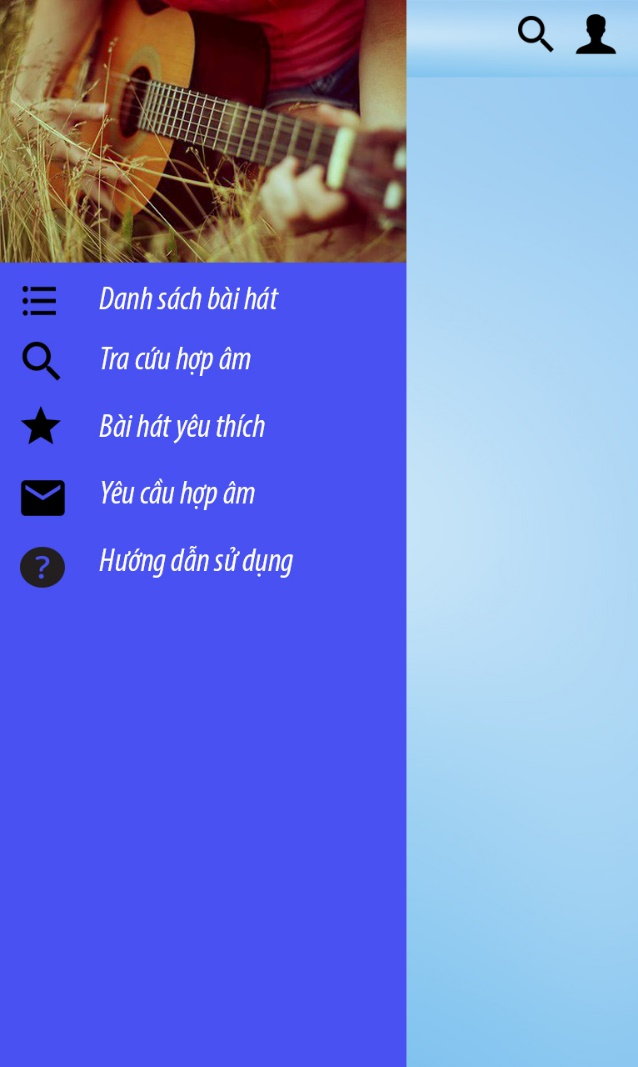 Danh sách bài hát
Tra cứu hợp âm
Bài hát yêu thích
Yêu cầu hợp âm
Hướng dẫn sử dụng